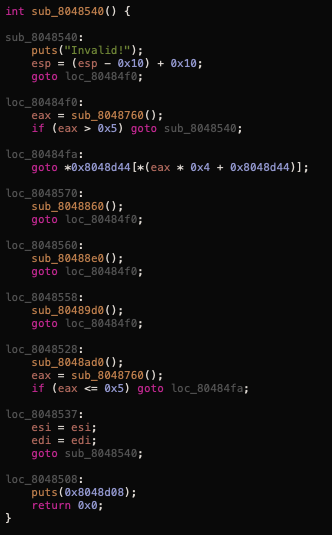 int sub_8048540() {
sub_8048540:
puts("Invalid!");
esp = (esp - 0x10) + 0x10;
goto loc_80484f0;
loc_80484f0:
eax = sub_8048760();
if (eax > 0x5) goto sub_8048540;
loc_80484fa:
goto *0x8048d44[*(eax * 0x4 + 0x8048d44)];
loc_8048570:
sub_8048860();
goto loc_80484f0;
loc_8048560:
sub_80488e0();
goto loc_80484f0;
loc_8048558:
sub_80489d0();
goto loc_80484f0;
loc_8048528:
sub_8048ad0();
eax = sub_8048760();
if (eax <= 0x5) goto loc_80484fa;
loc_8048537:
esi = esi;
edi = edi;
goto sub_8048540;
loc_8048508:
puts(0x8048d08);
return 0x0;
}